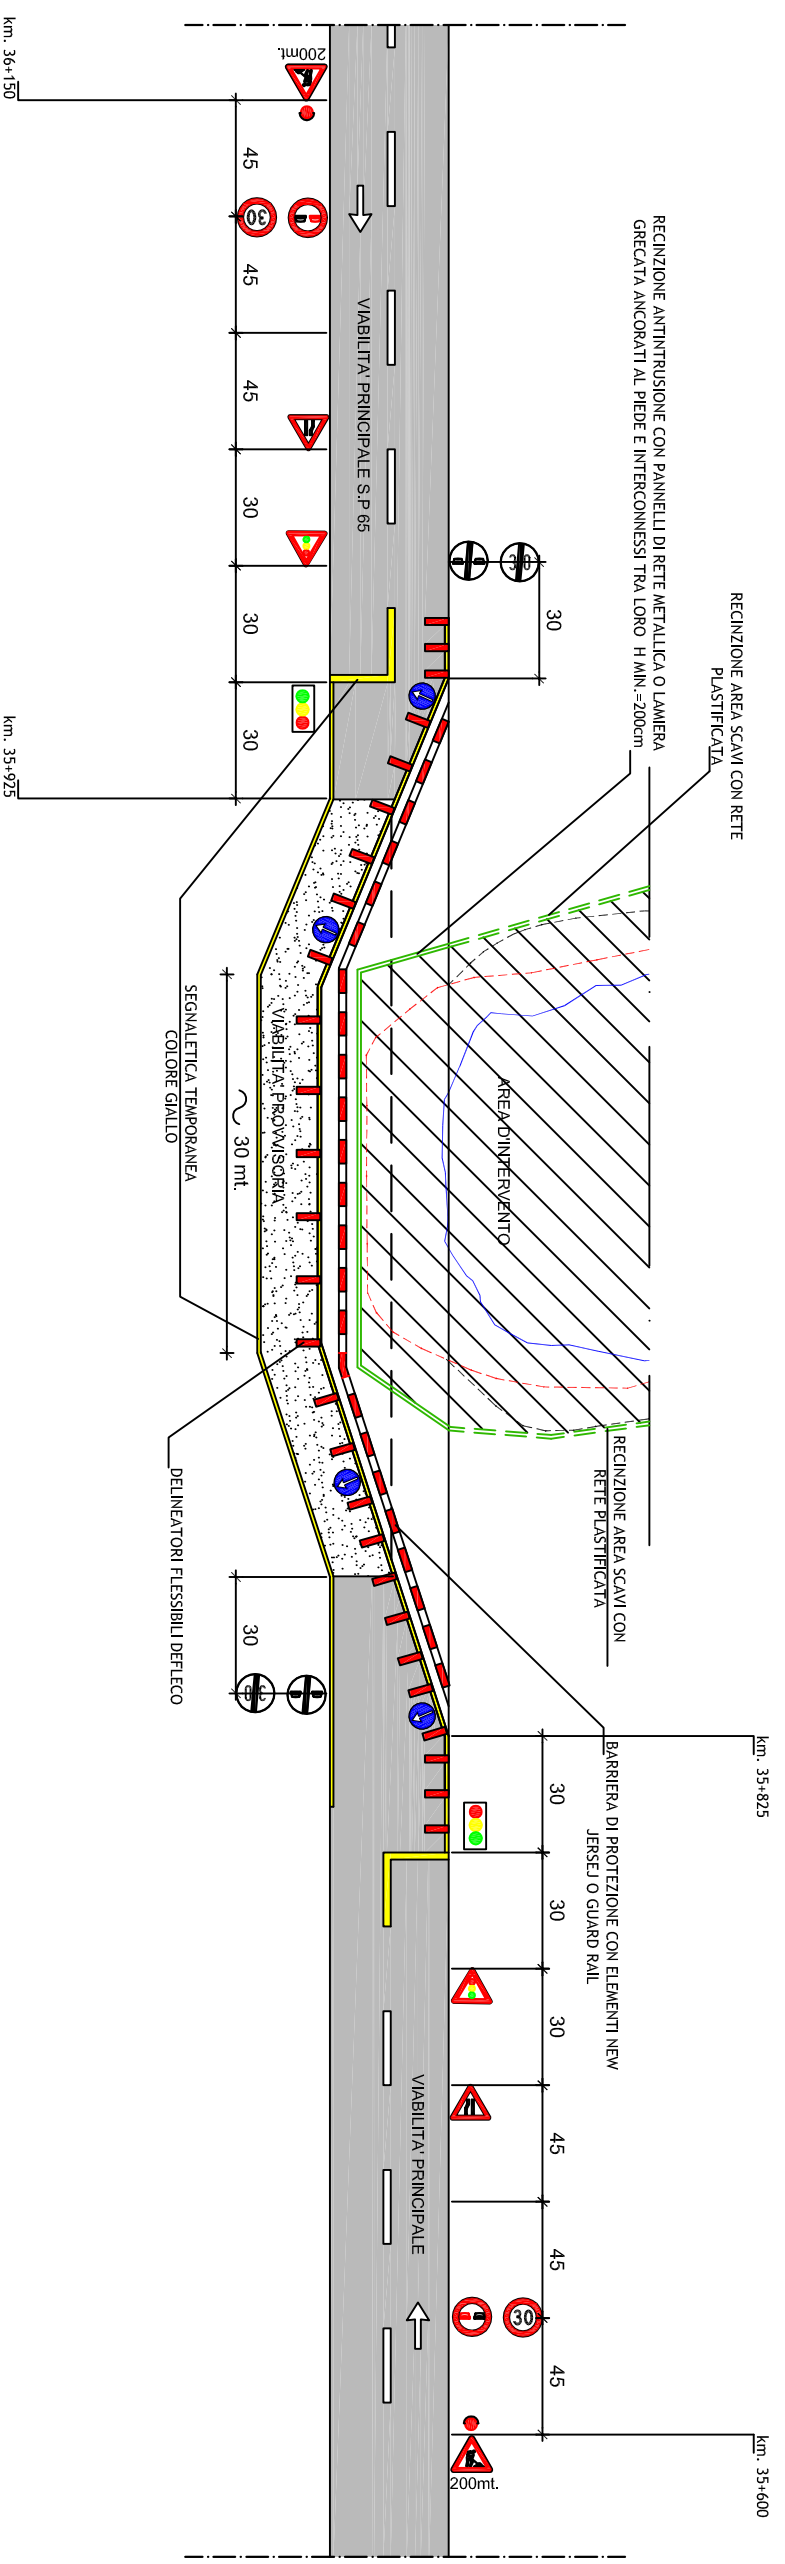 km. 36+150
200mt.
45
30
45
45
30
30
30
km. 35+925
VIABILITA' PRINCIPALE S.P 65
30
30
RECINZIONE ANTINTRUSIONE CON PANNELLI DI RETE METALLICA O LAMIERA
GRECATA ANCORATI AL PIEDE E INTERCONNESSI TRA LORO H MIN.=200cm
RECINZIONE AREA SCAVI CON RETE
PLASTIFICATA
SEGNALETICA TEMPORANEA
COLORE GIALLO
VIABILITA' PROVVISORIA
30 mt.
AREA D'INTERVENTO
RECINZIONE AREA SCAVI CON
RETE PLASTIFICATA
DELINEATORI FLESSIBILI DEFLECO
30
30
BARRIERA DI PROTEZIONE CON ELEMENTI NEW
JERSEJ O GUARD RAIL
km. 35+825
30
30
30
45
45
45
VIABILITA' PRINCIPALE
30
200mt.
km. 35+600